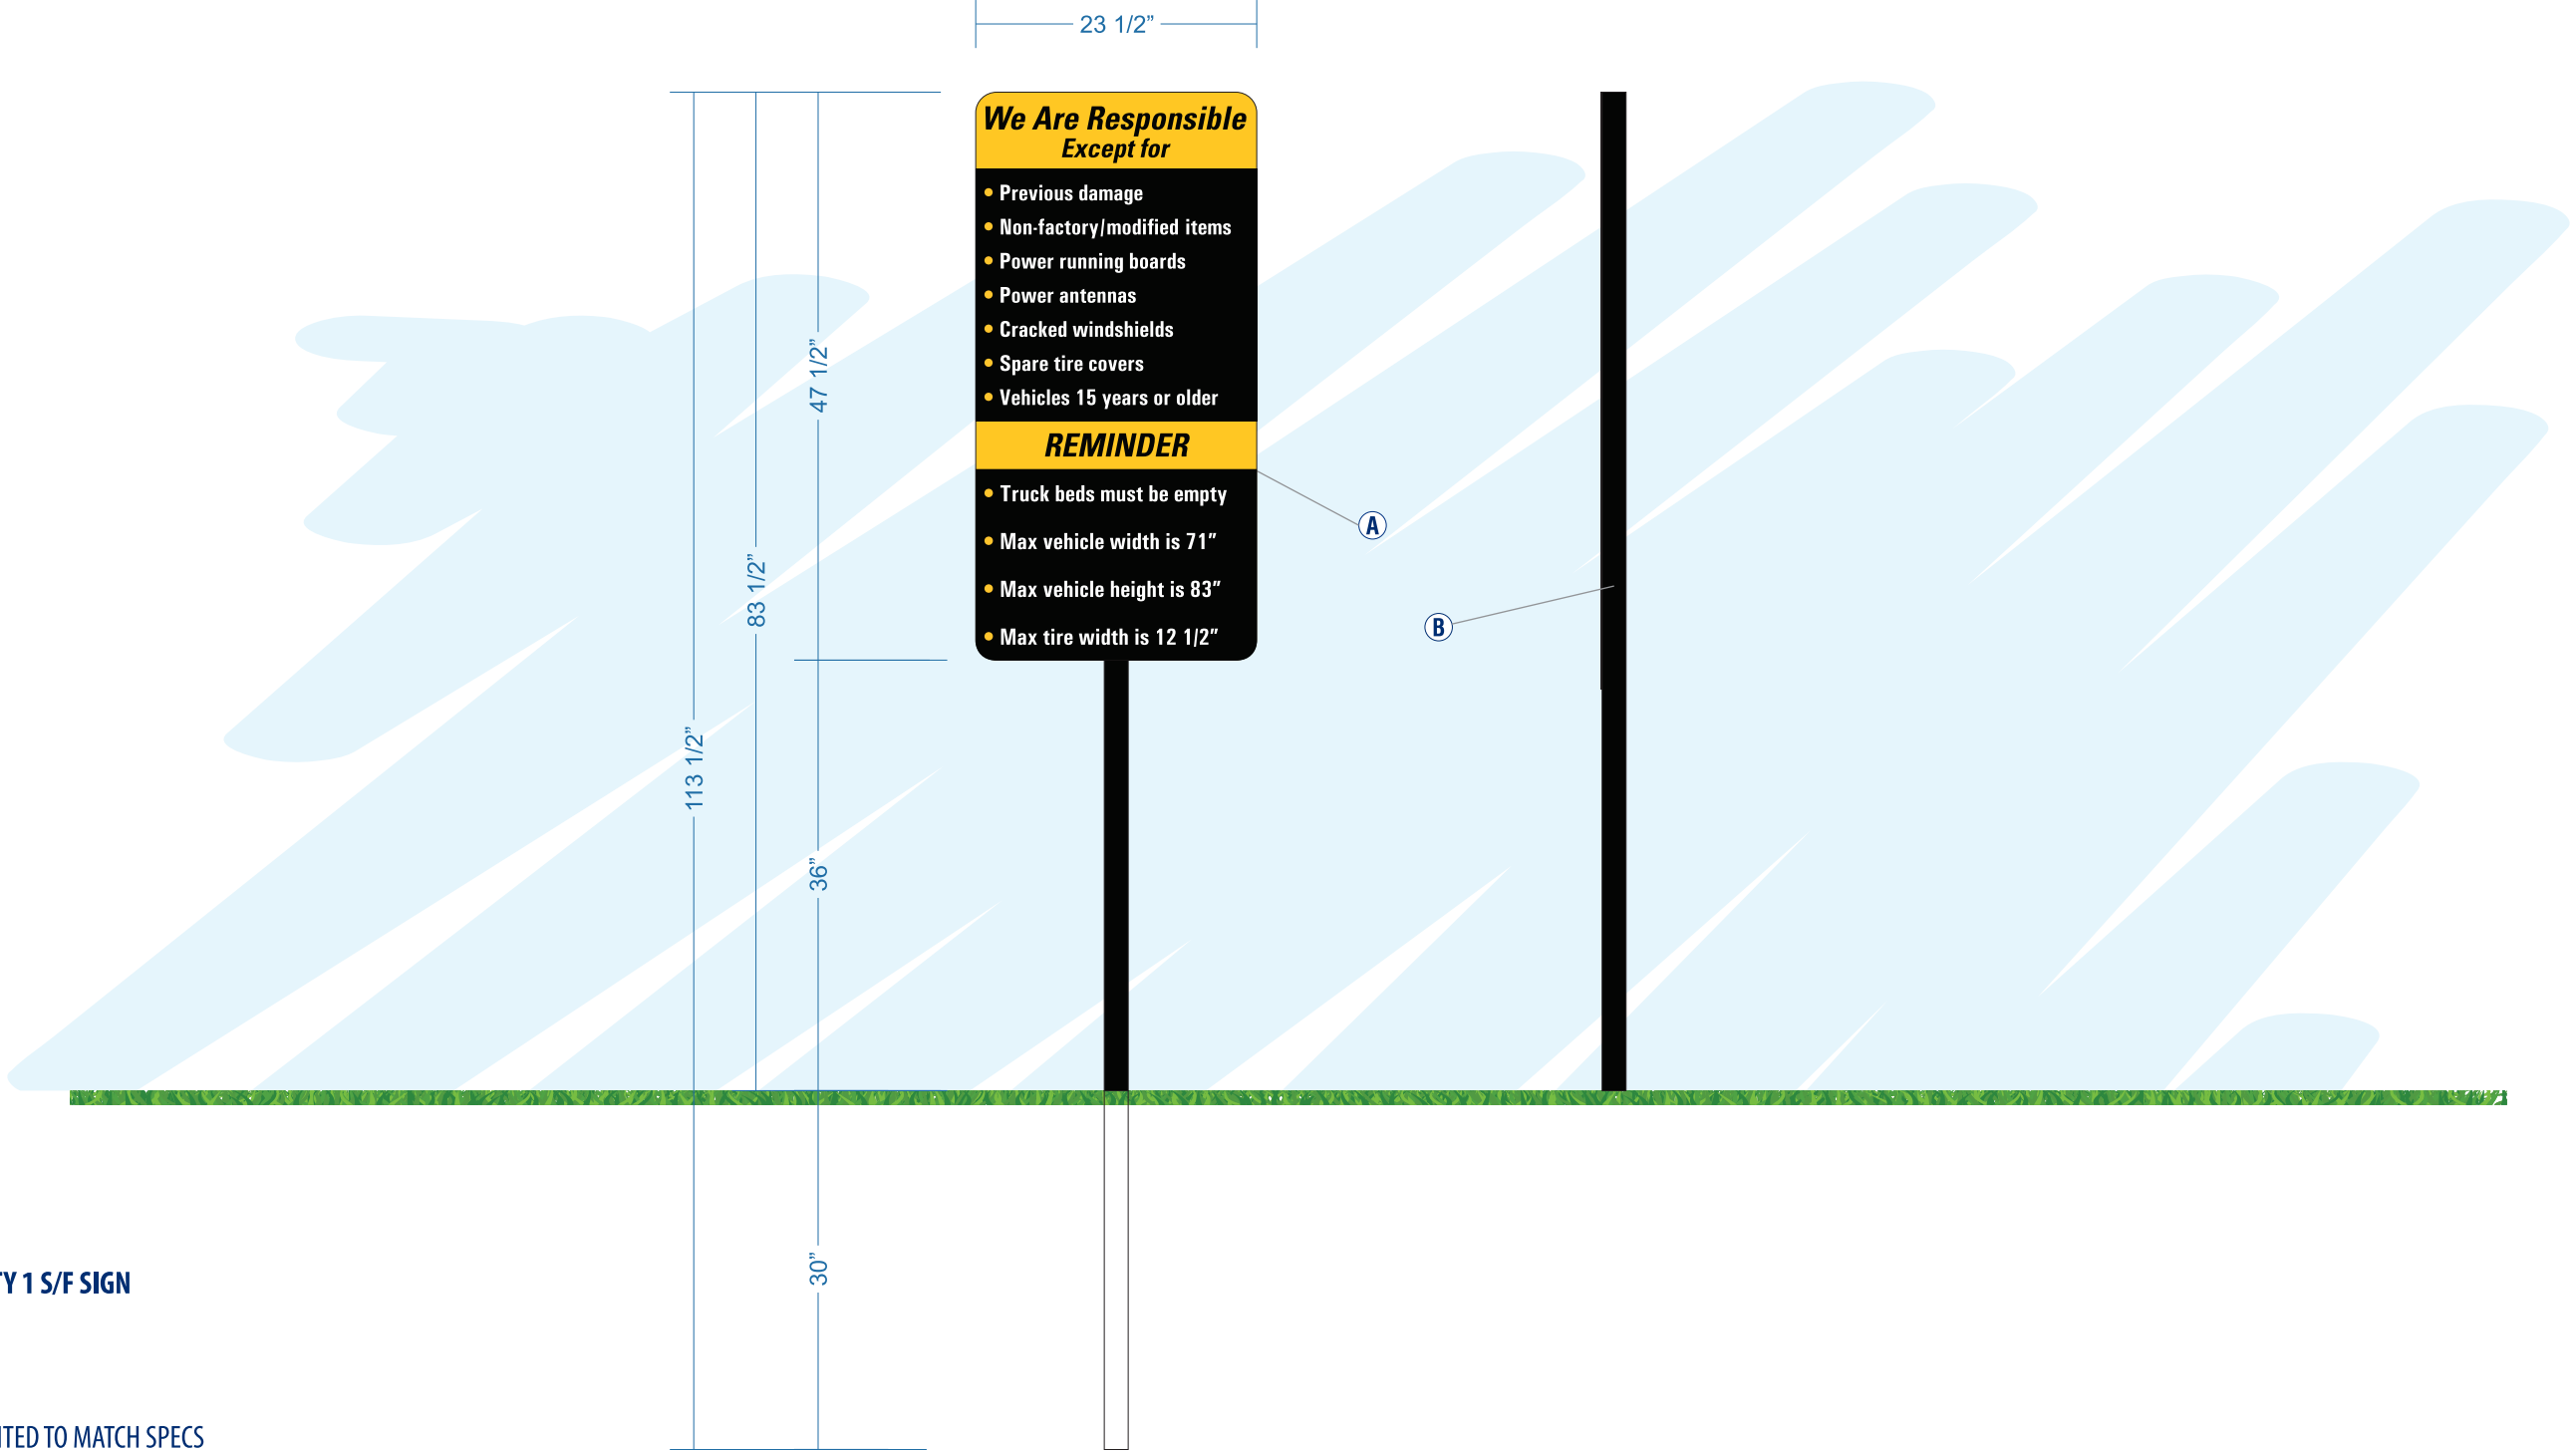 23 1/2”
We Are Responsible
Except for
• Previous damage
• Non-factory/modified items
• Power running boards
• Power antennas
• Cracked windshields
• Spare tire covers
• Vehicles 15 years or older
REMINDER
• Truck beds must be empty
• Max vehicle width is 71”
• Max vehicle height is 83”
• Max tire width is 12 1/2”
47 1/2”
83 1/2”
113 1/2”
36”
30”
A
B
1 S/F SIGN
TO MATCH SPECS